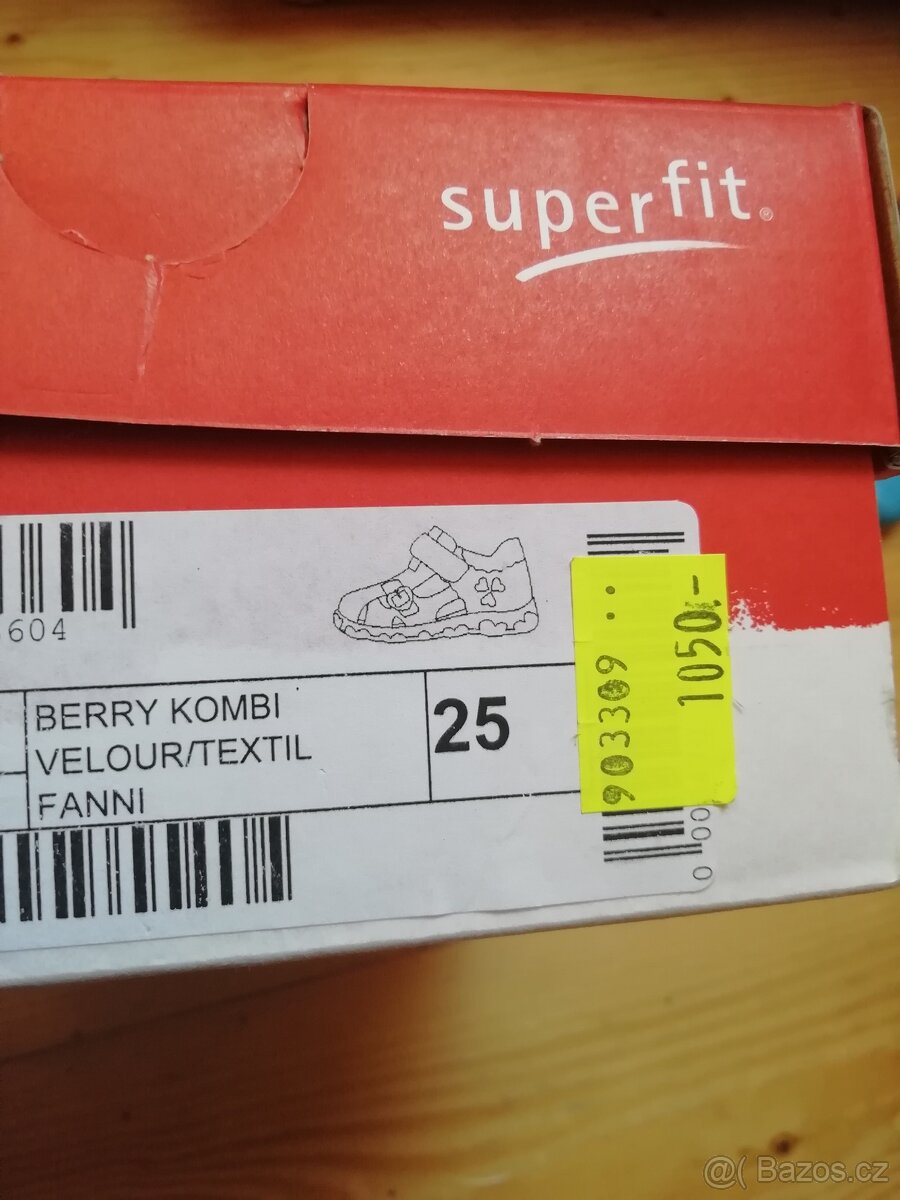 superfit®
604
BERRY KOMBI
VELOUR/TEXTIL
FANNI
25
903309 ..
1050.-
@( Bazos.cz